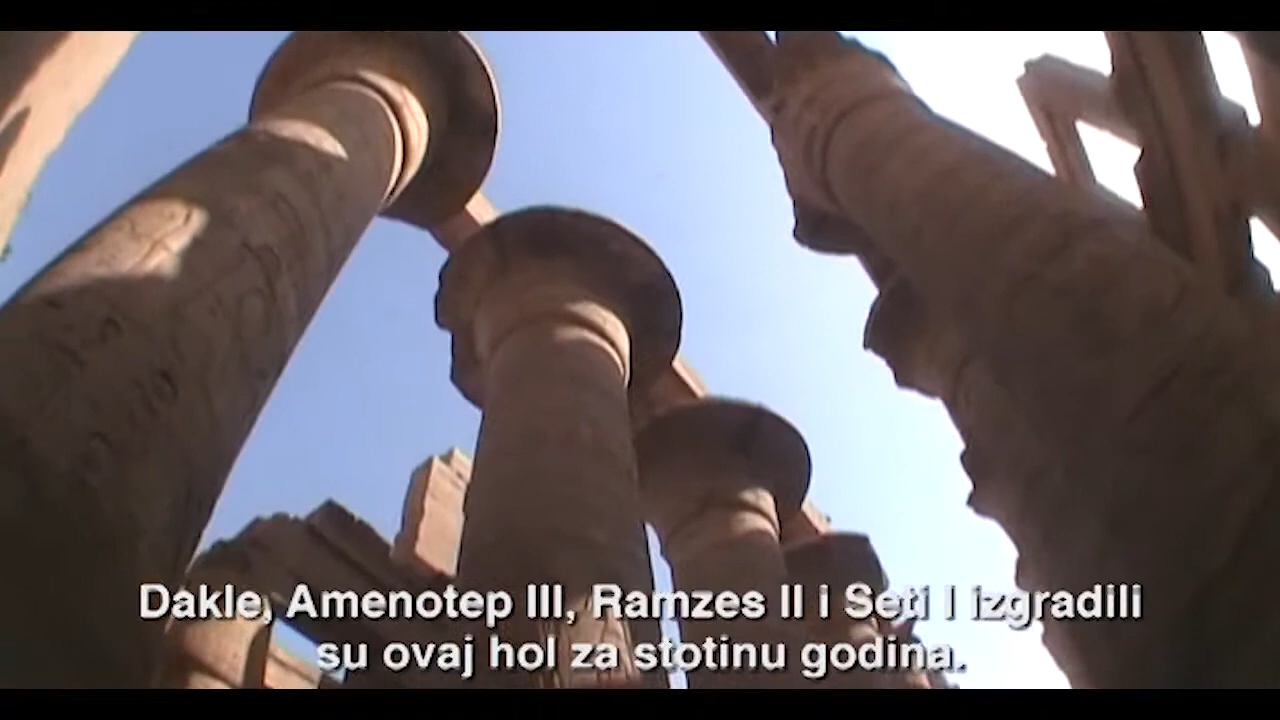 Dakle, Amenotep III, Ramzes II i Seti I izgradili
su ovaj hol za stotinu godina.